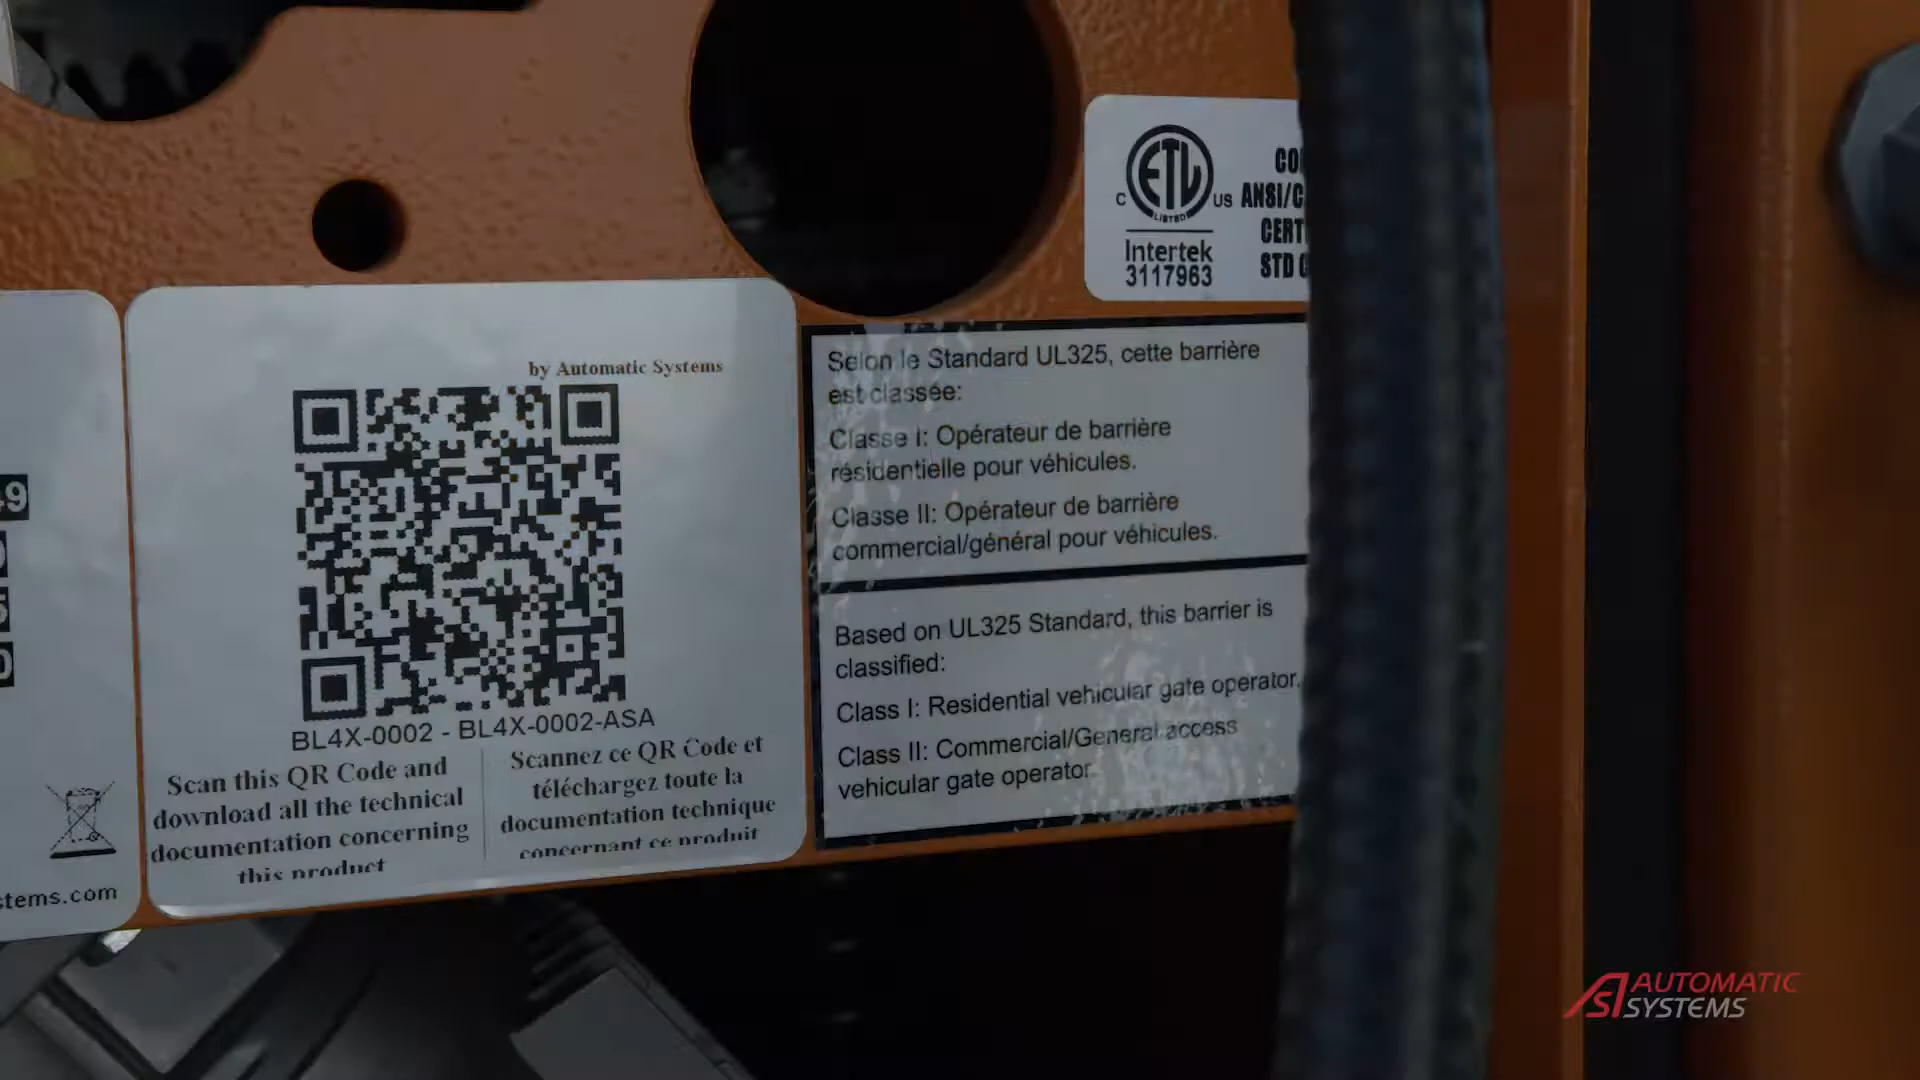 C ETL US
LISTED
Intertek
3117963
ANSI/C
STD
by Automatic Systems
BL4X-0002 - BL4X-0002-ASA
Scan this QR Code and
download all the technical
documentation concerning
this product
Scannez ce QR Code et
téléchargez toute la
documentation technique
concernant ce produit
Selon le Standard UL325, cette barrière
est classée:
Classe I: Opérateur de barrière
résidentielle pour véhicules.
Classe II: Opérateur de barrière
commercial/général pour véhicules.
Based on UL325 Standard, this barrier is
classified:
Class I: Residential vehicular gate operator.
Class II: Commercial/General access
vehicular gate operator.
stems.com
AUTOMATIC
SYSTEMS